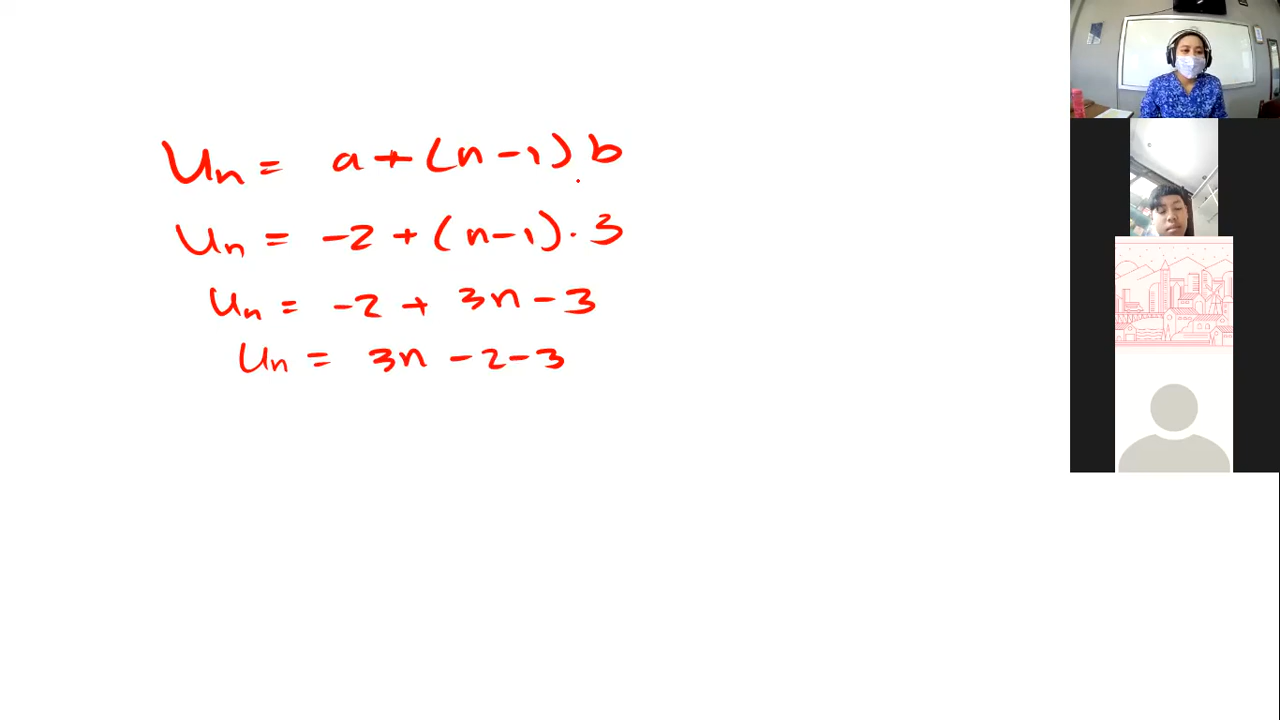 Un = a + (n - 1) b
Un = -2 + (n - 1) · 3
Un = -2 + 3n - 3
Un = 3n - 2 - 3